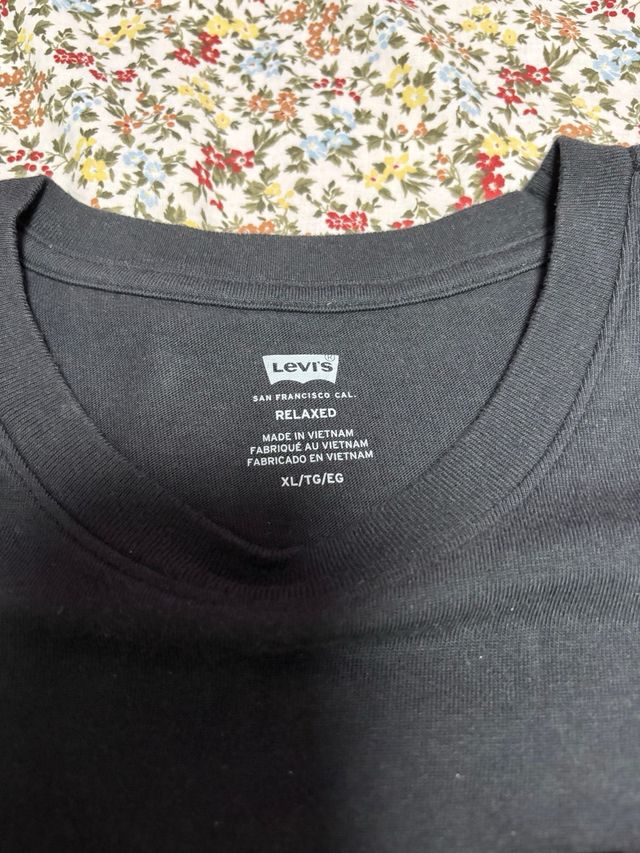 Levi's®
SAN FRANCISCO CAL.
RELAXED
MADE IN VIETNAM
FABRIQUÉ AU VIETNAM
FABRICADO EN VIETNAM
XL/TG/EG